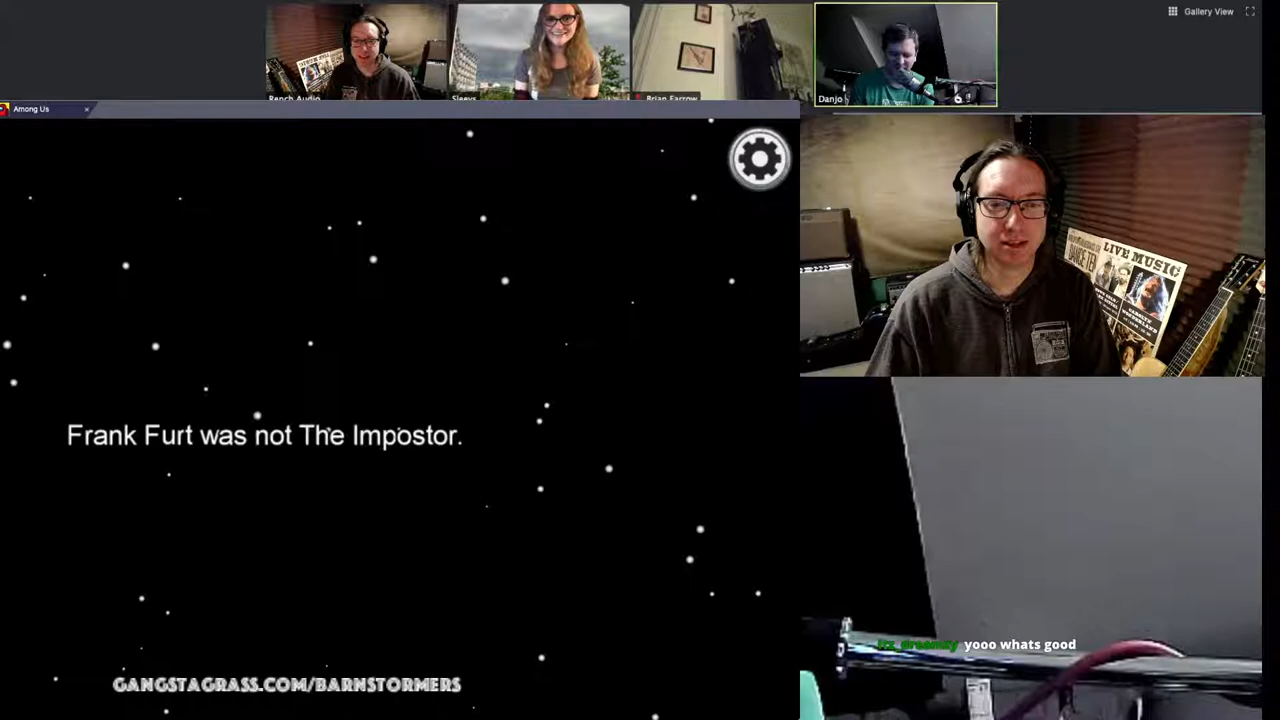 Gallery View
Rench Audio
Sleevs
Brian Farrow
Danjo
Among Us
LIVE MUSIC
Frank Furt was not The Impostor.
yooo whats good
GANGSTAGRASS.COM/BARNSTORMERS